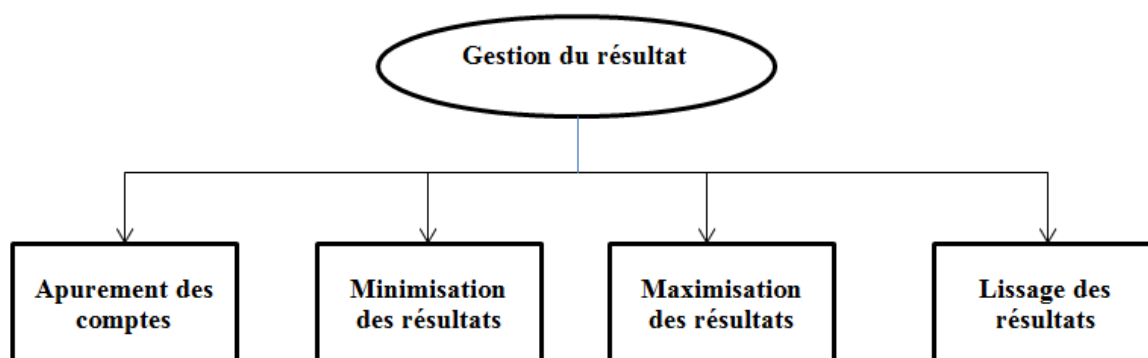 Gestion du résultat
Apurement des
comptes
Minimisation
des résultats
Maximisation
des résultats
Lissage des
résultats